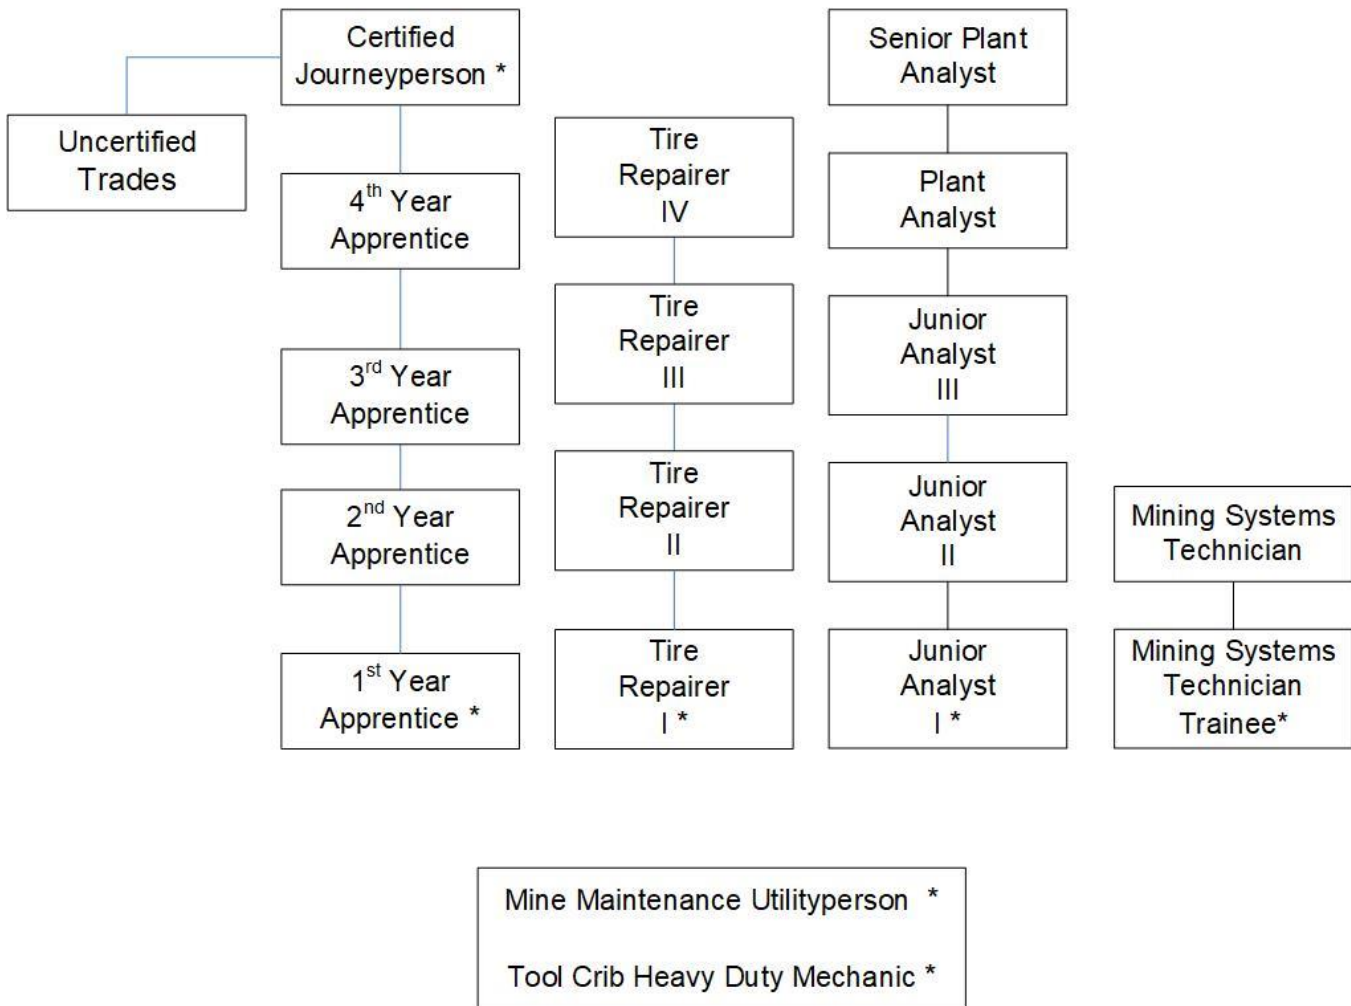 Certified
Journeyperson *
Uncertified
Trades
4th Year
Apprentice
3rd Year
Apprentice
2nd Year
Apprentice
1st Year
Apprentice *
Tire
Repairer
IV
Tire
Repairer
III
Tire
Repairer
II
Tire
Repairer
I *
Senior Plant
Analyst
Plant
Analyst
Junior
Analyst
III
Junior
Analyst
II
Junior
Analyst
I *
Mining Systems
Technician
Mining Systems
Technician
Trainee*
Mine Maintenance Utilityperson *
Tool Crib Heavy Duty Mechanic *